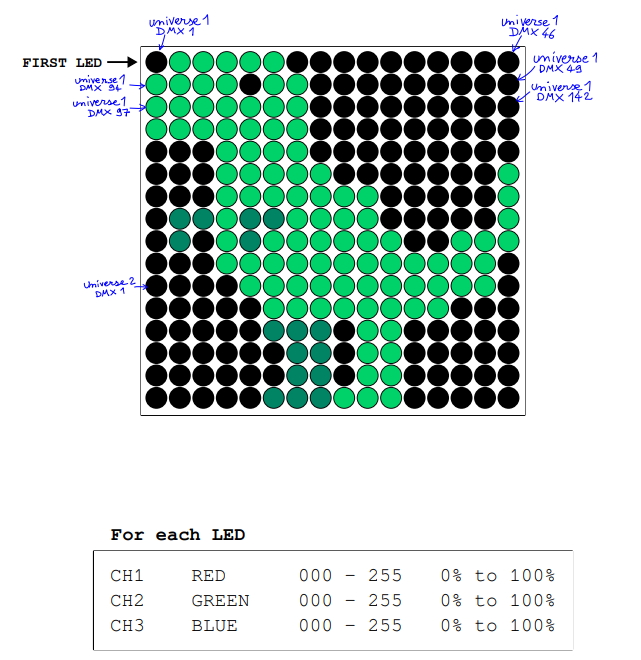 universe 1
DMX 1
universe 1
DMX 46
FIRST LED
universe 1
DMX 49
universe 1
DMX 94
universe 1
DMX 142
universe 1
DMX 97
universe 2
DMX 1
For each LED
CH1 RED 000 – 255 0% to 100%
CH2 GREEN 000 – 255 0% to 100%
CH3 BLUE 000 – 255 0% to 100%